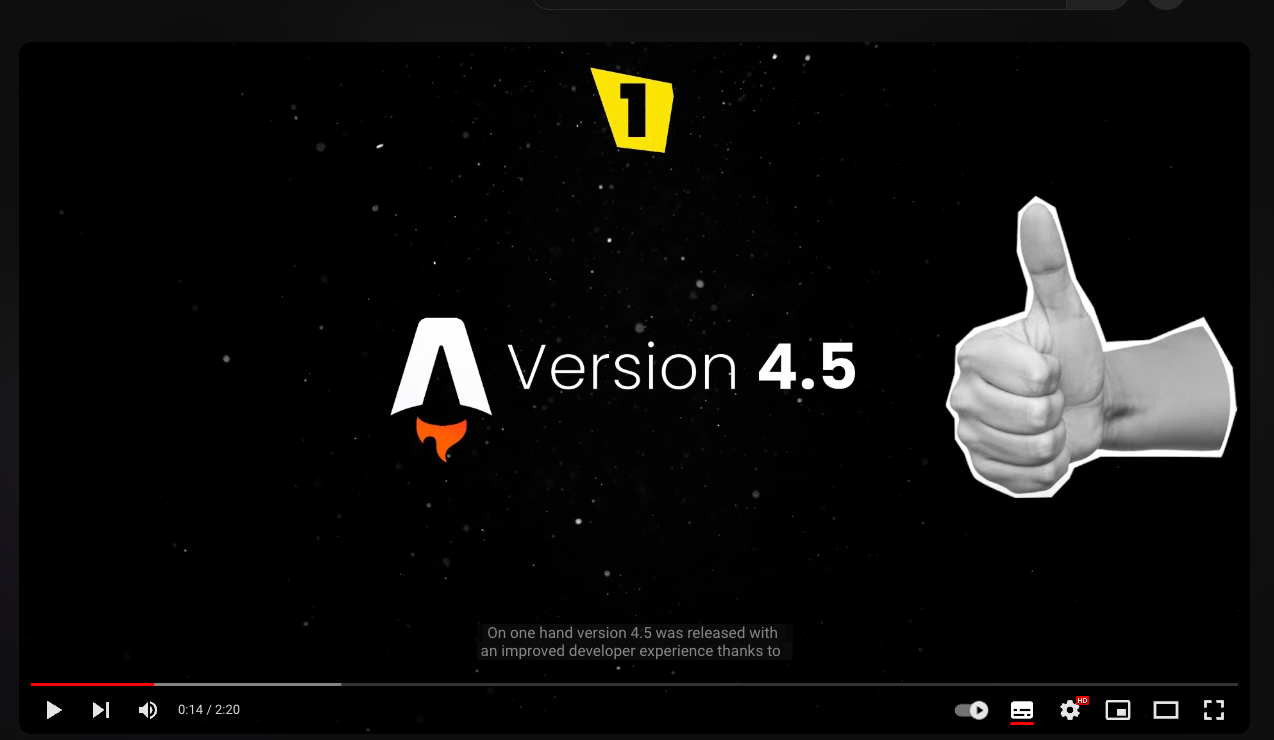 1
Version 4.5
On one hand version 4.5 was released with
an improved developer experience thanks to
0:14 / 2:20
HD